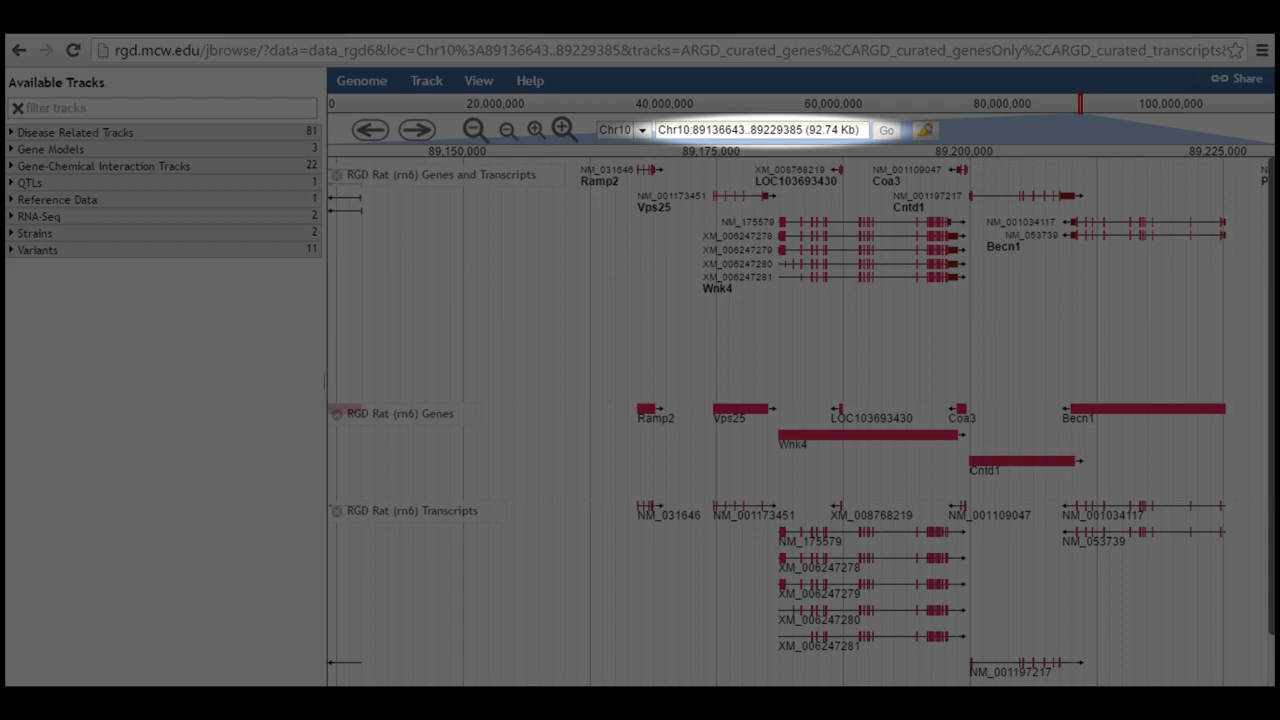 rgd.mcw.edu/jbrowse/?data=data_rgd6&loc=Chr10%3A89136643..89229385&tracks=ARGD_curated_genes%2CARGD_curated_genesOnly%2CARGD_curated_transcripts
Available Tracks
filter tracks
Disease Related Tracks 81
Gene Models 3
Gene-Chemical Interaction Tracks 22
QTLs 1
Reference Data 1
RNA-Seq 2
Strains 2
Variants 11
Genome Track View Help Share
0 20,000,000 40,000,000 60,000,000 80,000,000 100,000,000
Chr10 Chr10:89136643..89229385 (92.74 Kb) Go
89,150,000 89,175,000 89,200,000 89,225,000
RGD Rat (rn6) Genes and Transcripts
NM_031646 XM_008768219 NM_001109047
Ramp2 LOC103693430 Coa3 P
NM_001173451 NM_001197217
Vps25 Cntd1
NM_175579 NM_001034117
XM_006247278 NM_053739
XM_006247279 Becn1
XM_006247280
XM_006247281
Wnk4
RGD Rat (rn6) Genes
Ramp2 Vps25 LOC103693430 Coa3 Becn1
Wnk4
Cntd1
RGD Rat (rn6) Transcripts
NM_031646 NM_001173451 XM_008768219 NM_001109047 NM_001034117
NM_175579 NM_053739
XM_006247278
XM_006247279
XM_006247280
XM_006247281
NM_001197217